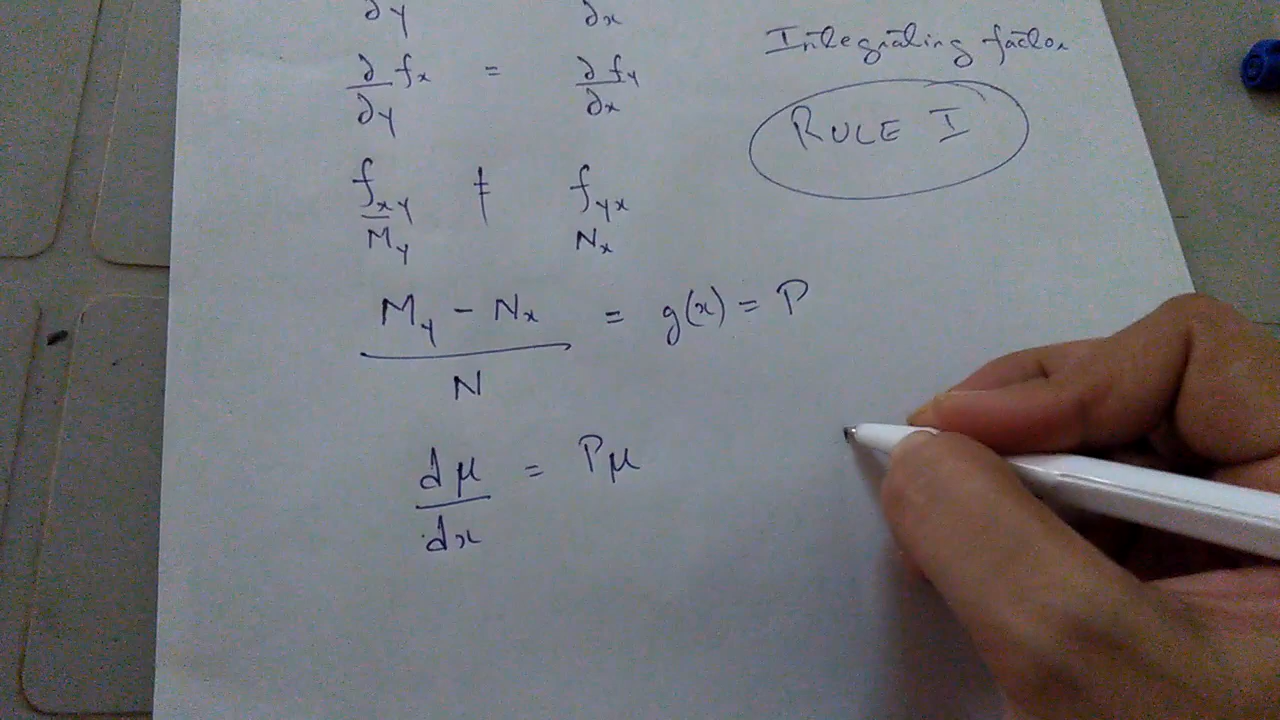 ∂y ∂x
Integrating factor
∂/∂y fx = ∂fy/∂x
RULE I
fxy ≠ fyx
My Nx
(My − Nx)/N = g(x) = P
dμ/dx = Pμ